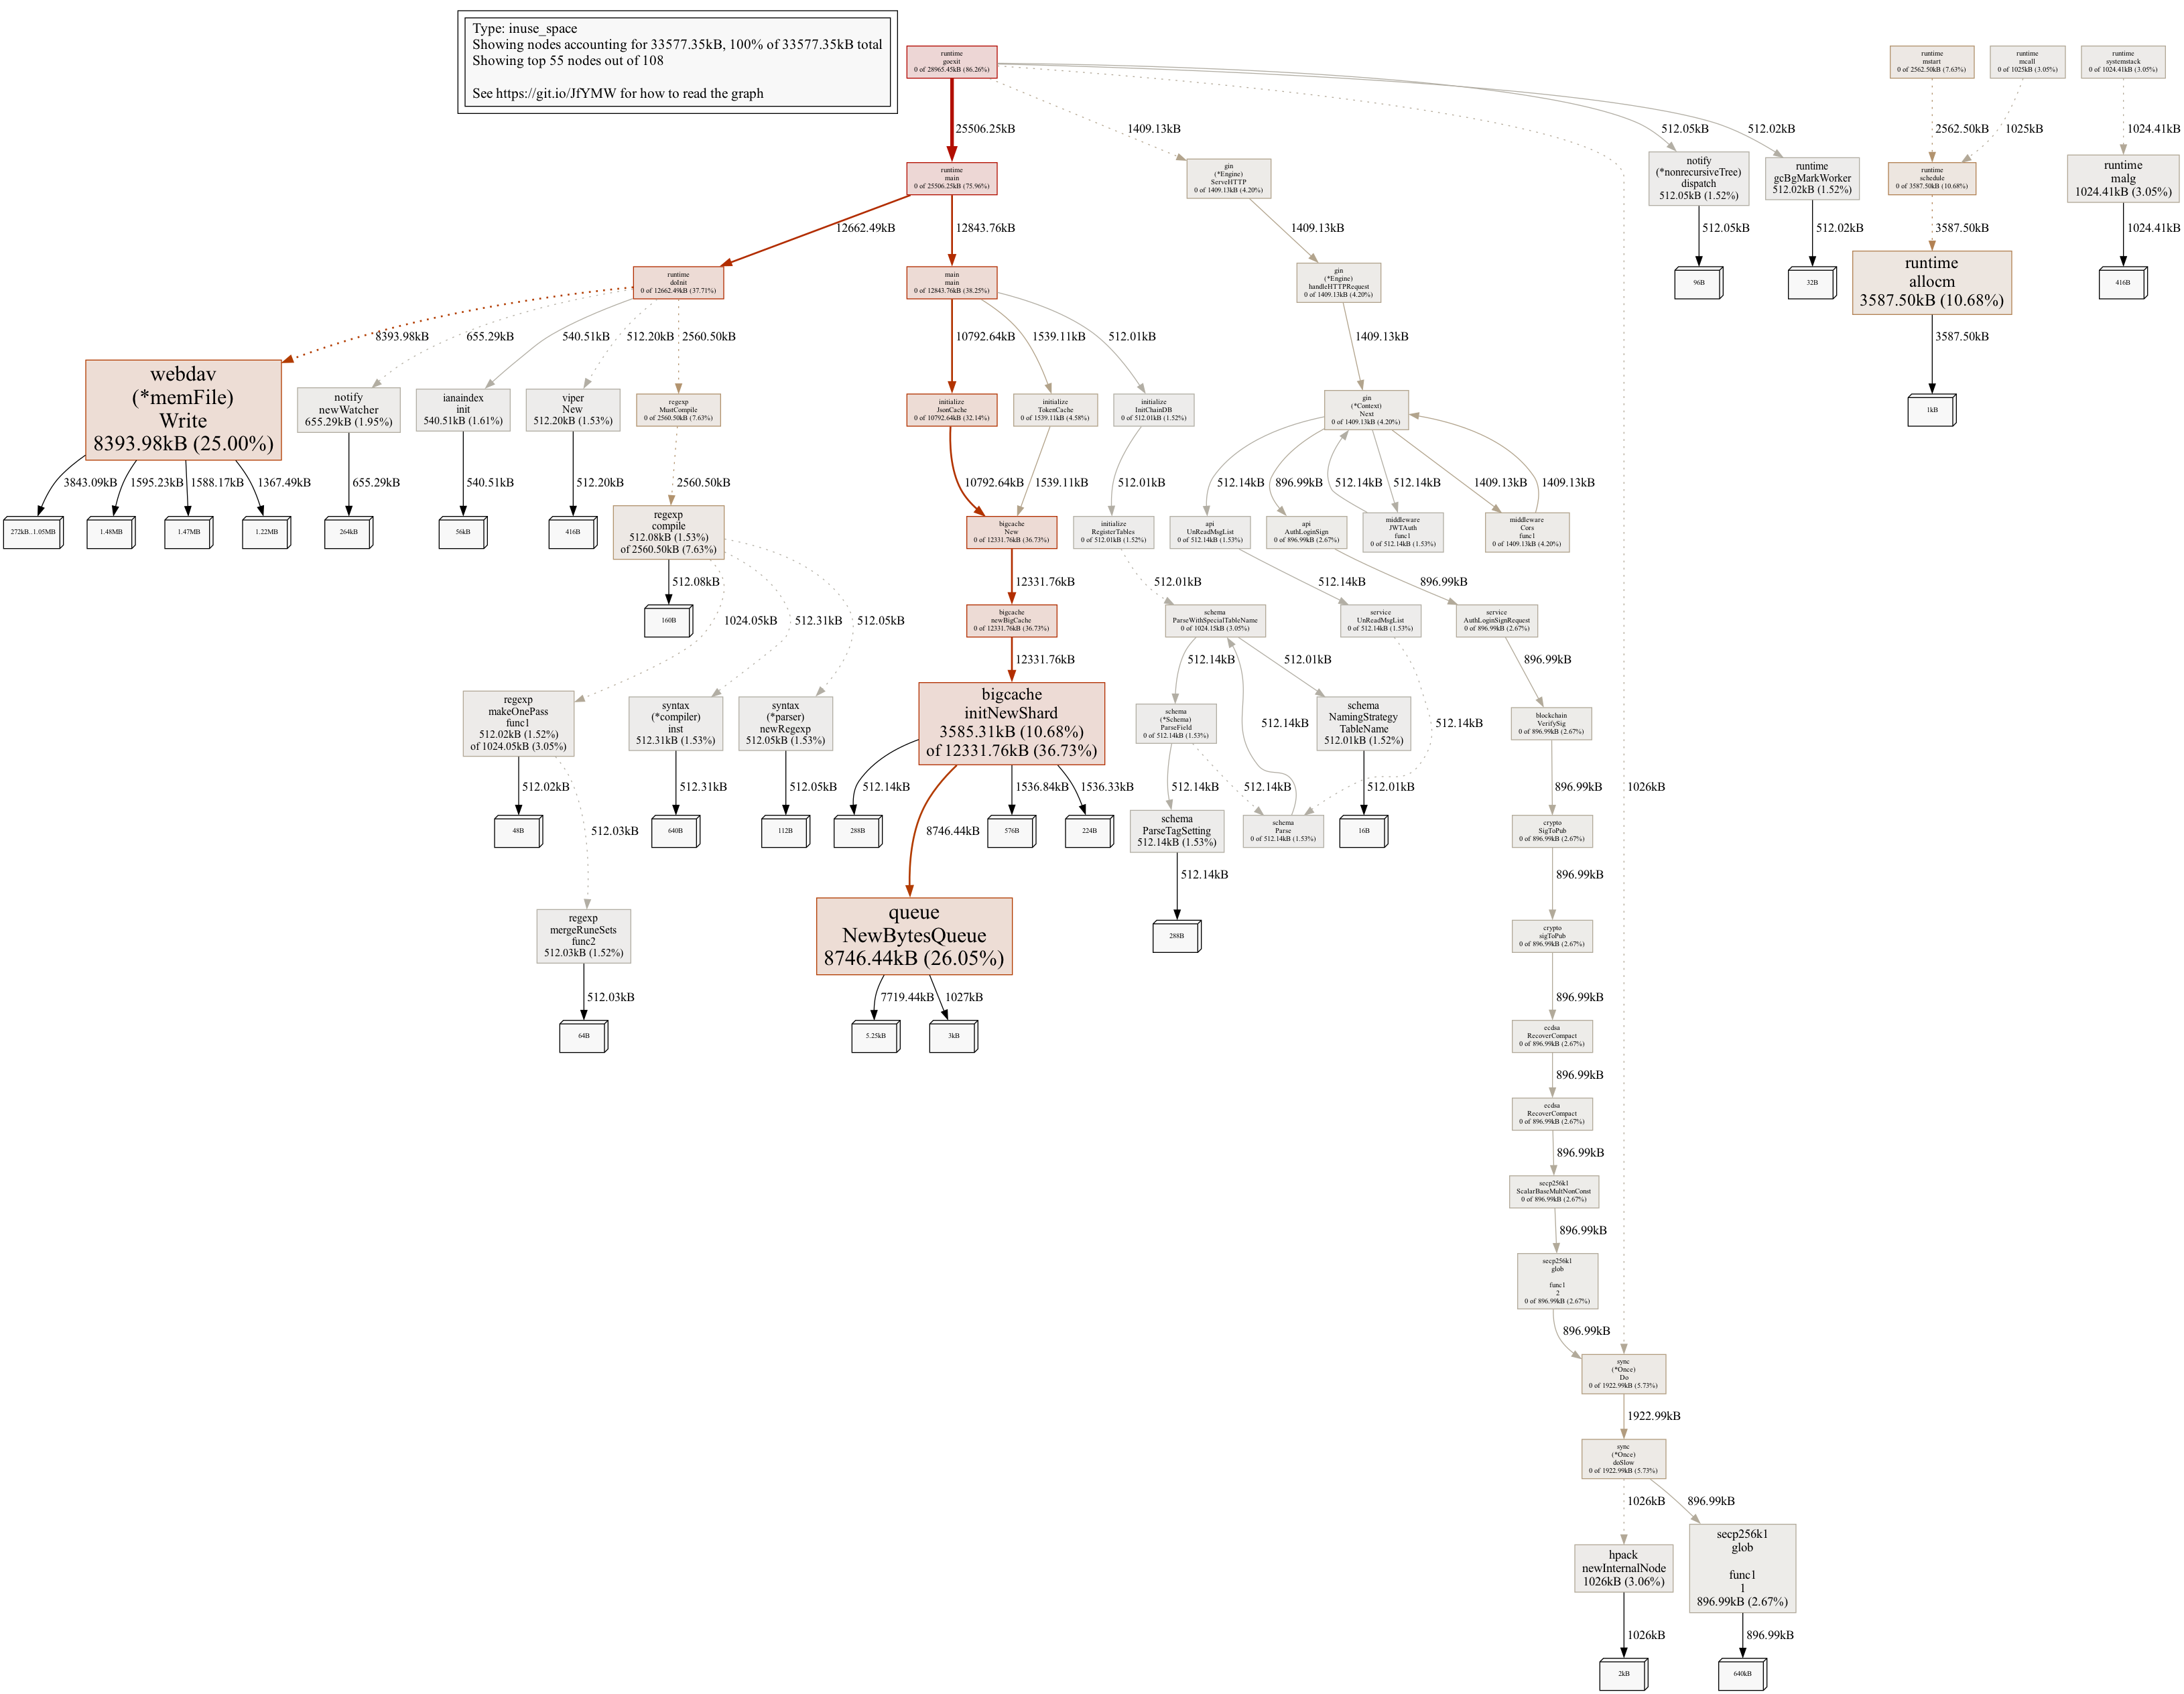 Type: inuse_space
Showing nodes accounting for 33577.35kB, 100% of 33577.35kB total
Showing top 55 nodes out of 108
See https://git.io/JfYMW for how to read the graph
runtime
goexit
0 of 28965.45kB (86.26%)
runtime
mstart
0 of 2562.50kB (7.63%)
runtime
mcall
0 of 1025kB (3.05%)
runtime
systemstack
0 of 1024.41kB (3.05%)
25506.25kB
1409.13kB
512.05kB
512.02kB
2562.50kB
1025kB
1024.41kB
runtime
main
0 of 25506.25kB (75.96%)
gin
(*Engine)
ServeHTTP
0 of 1409.13kB (4.20%)
notify
(*nonrecursiveTree)
dispatch
512.05kB (1.52%)
runtime
gcBgMarkWorker
512.02kB (1.52%)
runtime
schedule
0 of 3587.50kB (10.68%)
runtime
malg
1024.41kB (3.05%)
12662.49kB
12843.76kB
1409.13kB
512.05kB
512.02kB
3587.50kB
1024.41kB
runtime
doInit
0 of 12662.49kB (37.71%)
main
main
0 of 12843.76kB (38.25%)
gin
(*Engine)
handleHTTPRequest
0 of 1409.13kB (4.20%)
96B
32B
runtime
allocm
3587.50kB (10.68%)
416B
8393.98kB
655.29kB
540.51kB
512.20kB
2560.50kB
10792.64kB
1539.11kB
512.01kB
1409.13kB
3587.50kB
webdav
(*memFile)
Write
8393.98kB (25.00%)
notify
newWatcher
655.29kB (1.95%)
ianaindex
init
540.51kB (1.61%)
viper
New
512.20kB (1.53%)
regexp
MustCompile
0 of 2560.50kB (7.63%)
initialize
JsonCache
0 of 10792.64kB (32.14%)
initialize
TokenCache
0 of 1539.11kB (4.58%)
initialize
InitChainDB
0 of 512.01kB (1.52%)
gin
(*Context)
Next
0 of 1409.13kB (4.20%)
1kB
3843.09kB
1595.23kB
1588.17kB
1367.49kB
655.29kB
540.51kB
512.20kB
2560.50kB
10792.64kB
1539.11kB
512.01kB
512.14kB
896.99kB
512.14kB
512.14kB
1409.13kB
1409.13kB
272kB..1.05MB
1.48MB
1.47MB
1.22MB
264kB
56kB
416B
regexp
compile
512.08kB (1.53%)
of 2560.50kB (7.63%)
bigcache
New
0 of 12331.76kB (36.73%)
initialize
RegisterTables
0 of 512.01kB (1.52%)
api
UnReadMsgList
0 of 512.14kB (1.53%)
api
AuthLoginSign
0 of 896.99kB (2.67%)
middleware
JWTAuth
func1
0 of 512.14kB (1.53%)
middleware
Cors
func1
0 of 1409.13kB (4.20%)
512.08kB
12331.76kB
512.01kB
512.14kB
896.99kB
160B
1024.05kB
512.31kB
512.05kB
bigcache
newBigCache
0 of 12331.76kB (36.73%)
schema
ParseWithSpecialTableName
0 of 1024.15kB (3.05%)
service
UnReadMsgList
0 of 512.14kB (1.53%)
service
AuthLoginSignRequest
0 of 896.99kB (2.67%)
12331.76kB
512.14kB
512.01kB
896.99kB
regexp
makeOnePass
func1
512.02kB (1.52%)
of 1024.05kB (3.05%)
syntax
(*compiler)
inst
512.31kB (1.53%)
syntax
(*parser)
newRegexp
512.05kB (1.53%)
bigcache
initNewShard
3585.31kB (10.68%)
of 12331.76kB (36.73%)
schema
(*Schema)
ParseField
0 of 512.14kB (1.53%)
512.14kB
schema
NamingStrategy
TableName
512.01kB (1.52%)
512.14kB
blockchain
VerifySig
0 of 896.99kB (2.67%)
512.02kB
512.31kB
512.05kB
512.14kB
1536.84kB
1536.33kB
512.14kB
512.14kB
512.01kB
896.99kB
1026kB
48B
512.03kB
640B
112B
288B
8746.44kB
576B
224B
schema
ParseTagSetting
512.14kB (1.53%)
schema
Parse
0 of 512.14kB (1.53%)
16B
crypto
SigToPub
0 of 896.99kB (2.67%)
512.14kB
896.99kB
regexp
mergeRuneSets
func2
512.03kB (1.52%)
queue
NewBytesQueue
8746.44kB (26.05%)
288B
crypto
sigToPub
0 of 896.99kB (2.67%)
512.03kB
7719.44kB
1027kB
896.99kB
64B
5.25kB
3kB
ecdsa
RecoverCompact
0 of 896.99kB (2.67%)
896.99kB
ecdsa
RecoverCompact
0 of 896.99kB (2.67%)
896.99kB
secp256k1
ScalarBaseMultNonConst
0 of 896.99kB (2.67%)
896.99kB
secp256k1
glob
func1
2
0 of 896.99kB (2.67%)
896.99kB
sync
(*Once)
Do
0 of 1922.99kB (5.73%)
1922.99kB
sync
(*Once)
doSlow
0 of 1922.99kB (5.73%)
1026kB
896.99kB
hpack
newInternalNode
1026kB (3.06%)
secp256k1
glob
func1
1
896.99kB (2.67%)
1026kB
896.99kB
2kB
640kB